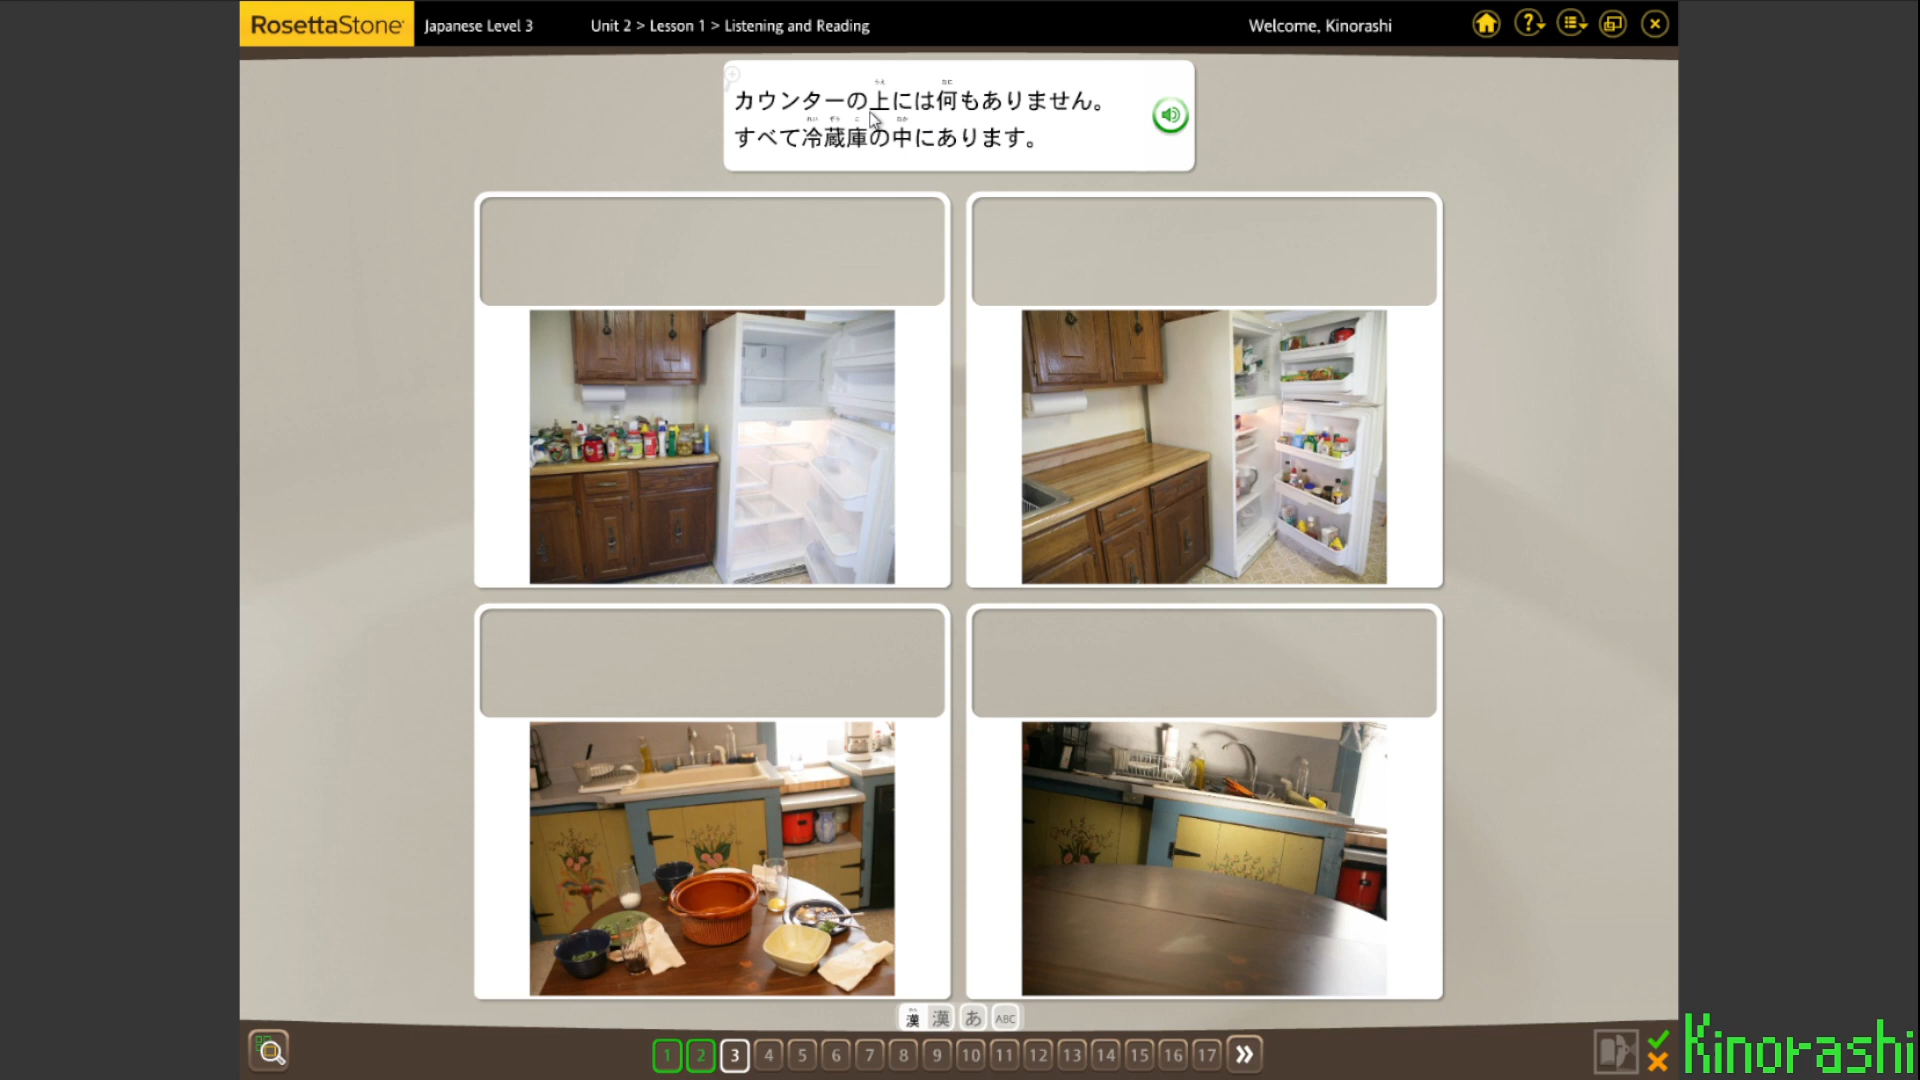 RosettaStone
Japanese Level 3
Unit 2 > Lesson 1 > Listening and Reading
Welcome, Kinorashi
カウンターの上には何もありません。
すべて冷蔵庫の中にあります。
漢 漢 あ ABC
1 2 3 4 5 6 7 8 9 10 11 12 13 14 15 16 17 »
Kinorashi